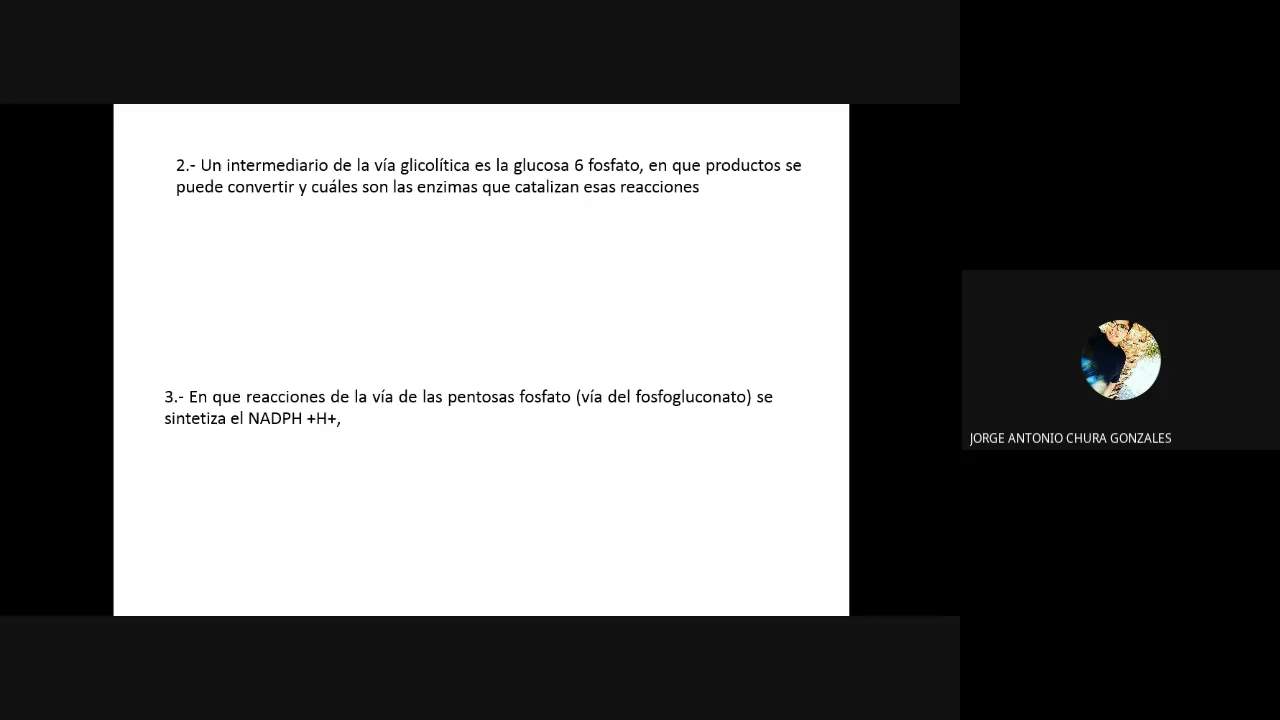 2.- Un intermediario de la vía glicolítica es la glucosa 6 fosfato, en que productos se
puede convertir y cuáles son las enzimas que catalizan esas reacciones
3.- En que reacciones de la vía de las pentosas fosfato (vía del fosfogluconato) se
sintetiza el NADPH +H+,
JORGE ANTONIO CHURA GONZALES